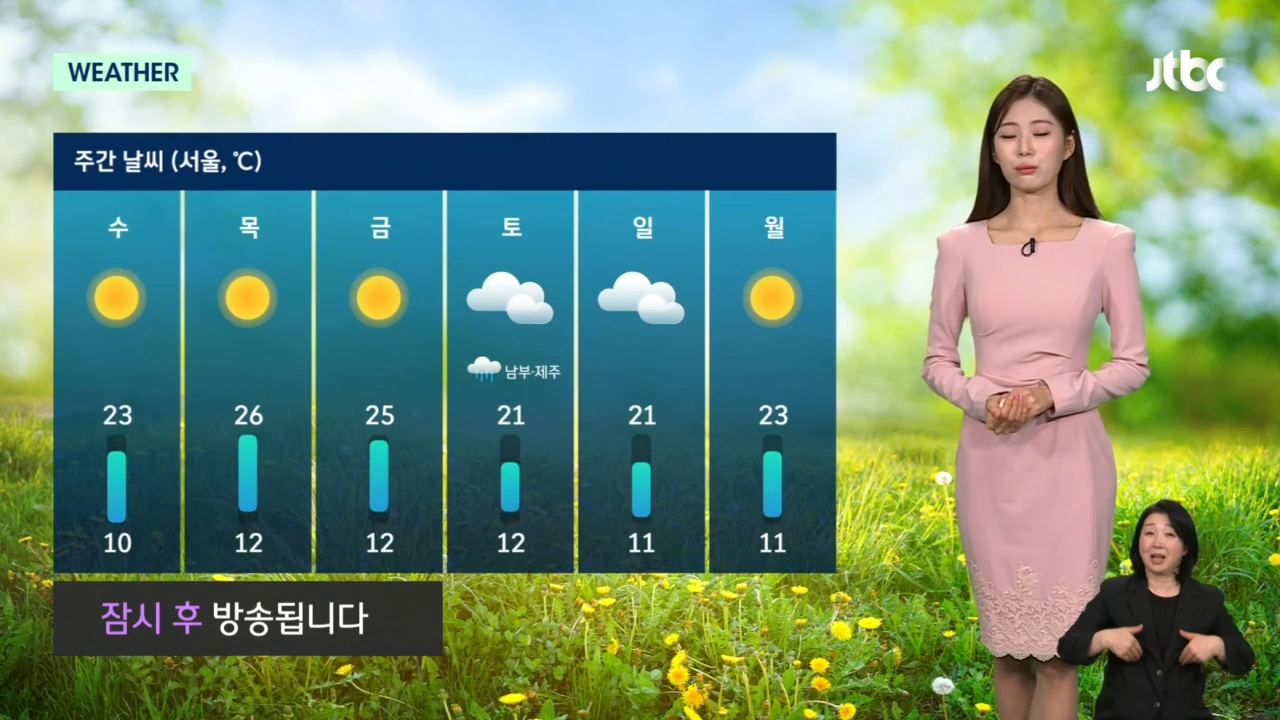 WEATHER
jtbc
주간 날씨 (서울, ℃)
수 목 금 토 일 월
남부·제주
23 26 25 21 21 23
10 12 12 12 11 11
잠시 후 방송됩니다